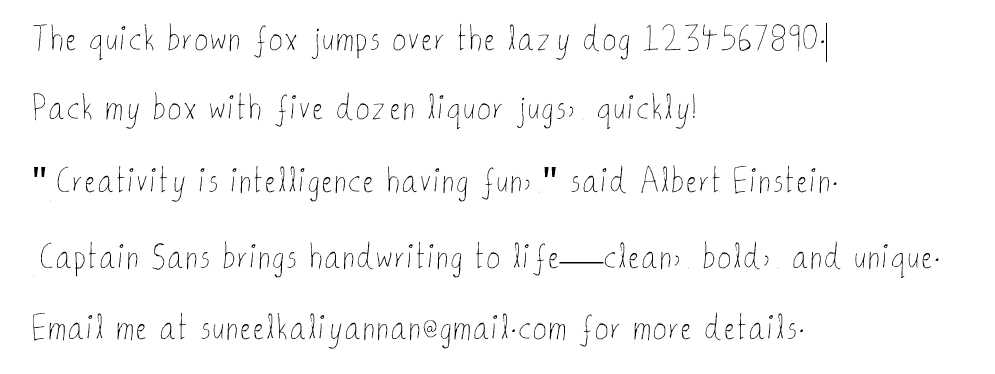 The quick brown fox jumps over the lazy dog 1234567890.
Pack my box with five dozen liquor jugs, quickly!
"Creativity is intelligence having fun," said Albert Einstein.
Captain Sans brings handwriting to life—clean, bold, and unique.
Email me at suneelkaliyannan@gmail.com for more details.